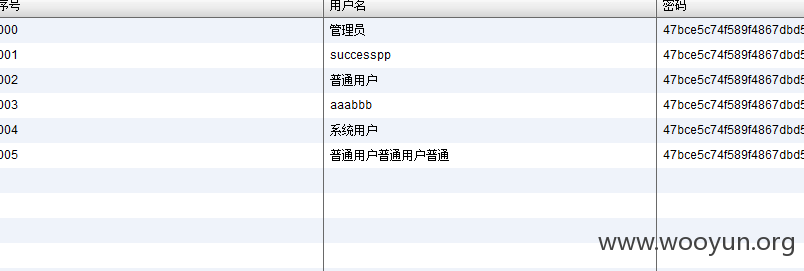 序号 用户名 密码
000 管理员 47bce5c74f589f4867dbd5
001 successpp 47bce5c74f589f4867dbd5
002 普通用户 47bce5c74f589f4867dbd5
003 aaabbb 47bce5c74f589f4867dbd5
004 系统用户 47bce5c74f589f4867dbd5
005 普通用户普通用户普通 47bce5c74f589f4867dbd5
www.wooyun.org